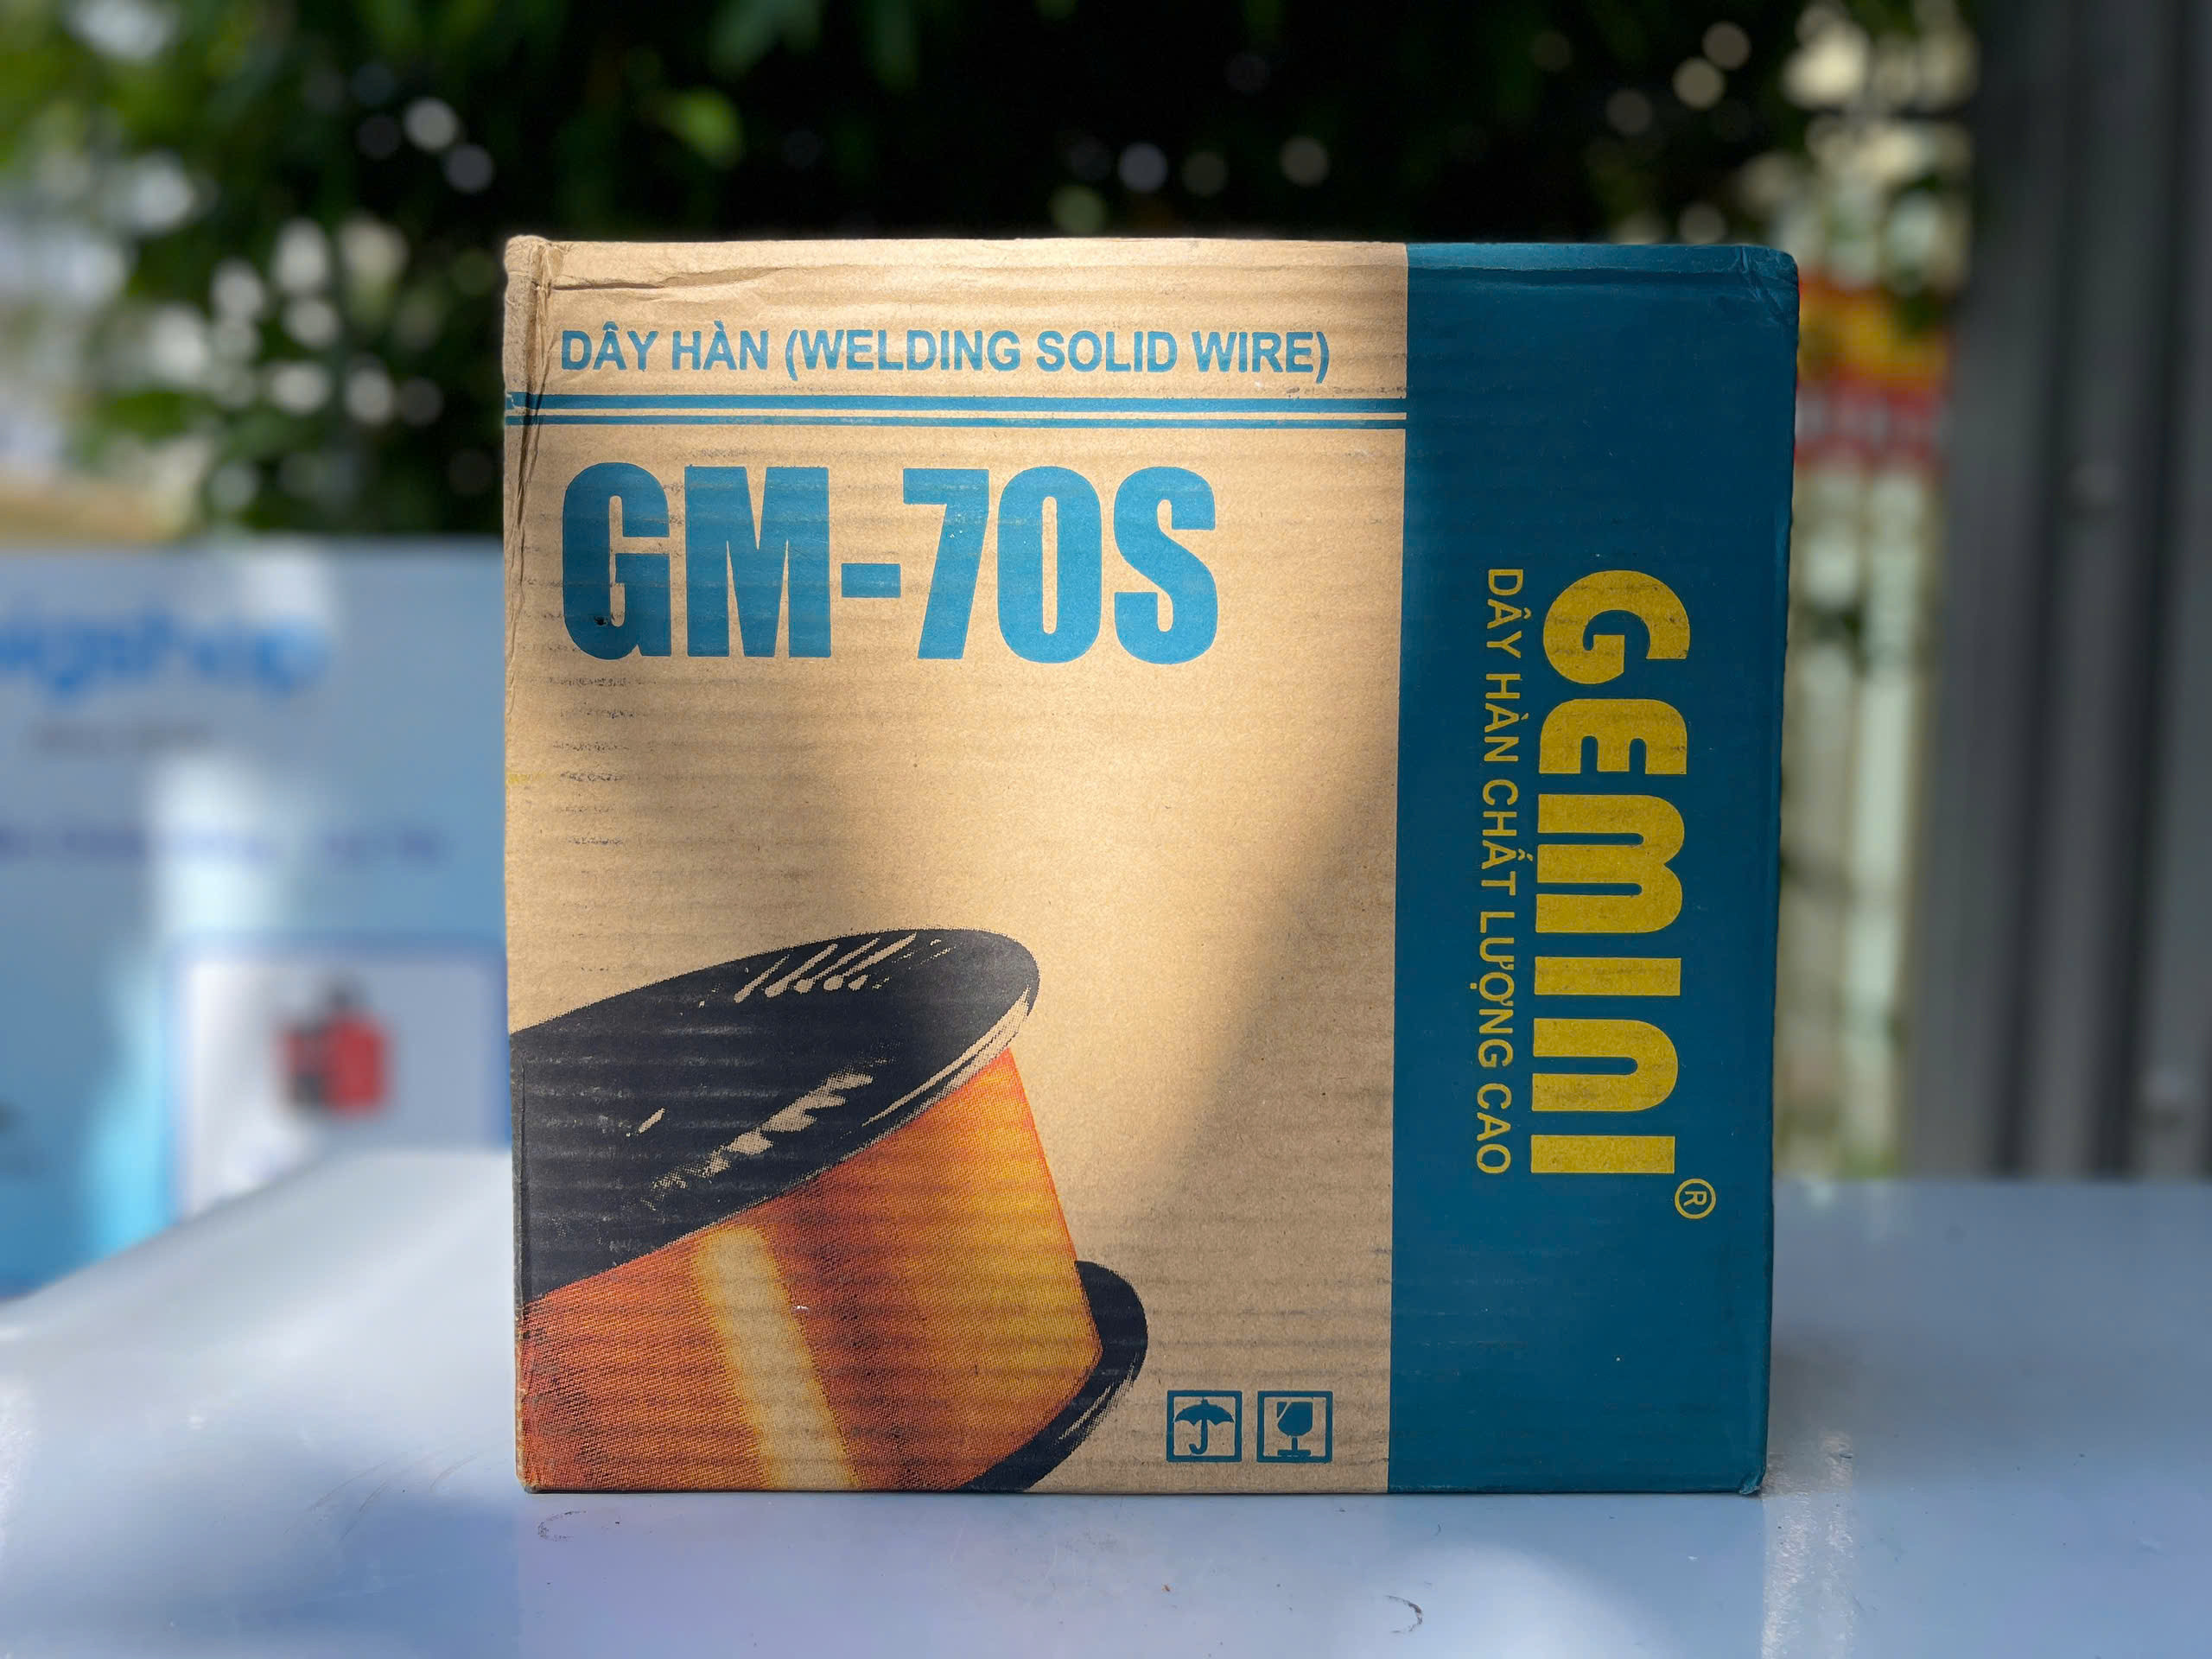 DÂY HÀN (WELDING SOLID WIRE)
GM-70S
GEMINI®
DÂY HÀN CHẤT LƯỢNG CAO